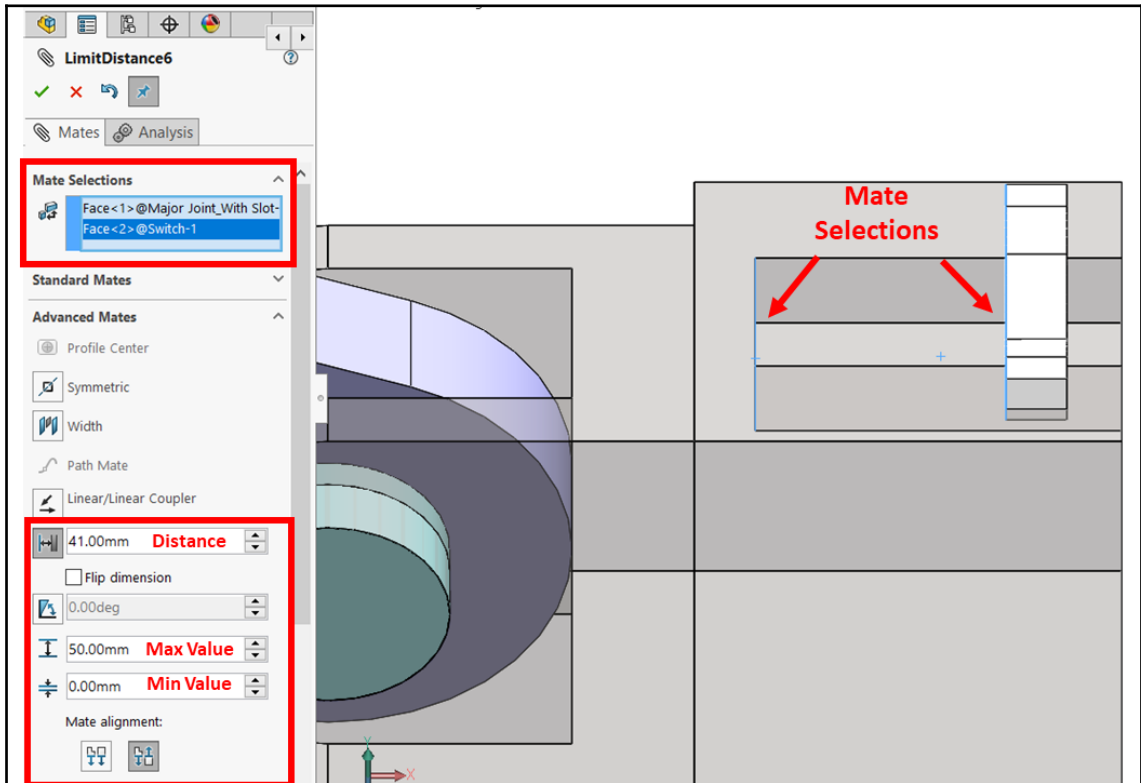 LimitDistance6
Mates
Analysis
Mate Selections
Face<1>@Major Joint_With Slot-
Face<2>@Switch-1
Standard Mates
Advanced Mates
Profile Center
Symmetric
Width
Path Mate
Linear/Linear Coupler
41.00mm Distance
Flip dimension
0.00deg
50.00mm Max Value
0.00mm Min Value
Mate alignment:
Mate
Selections
Y
X